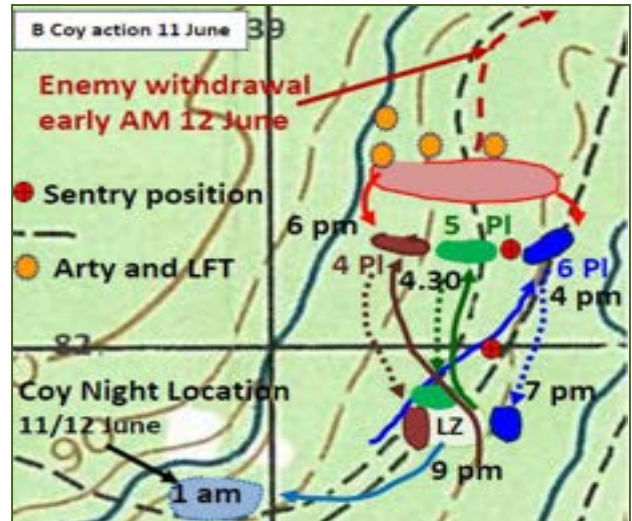 B Coy action 11 June
39
Enemy withdrawal
early AM 12 June
Sentry position
6 pm
5 Pl
Arty and LFT
4 Pl
4.30
6 Pl
4 pm
82
Coy Night Location
11/12 June
7 pm
LZ
9 pm
1 am